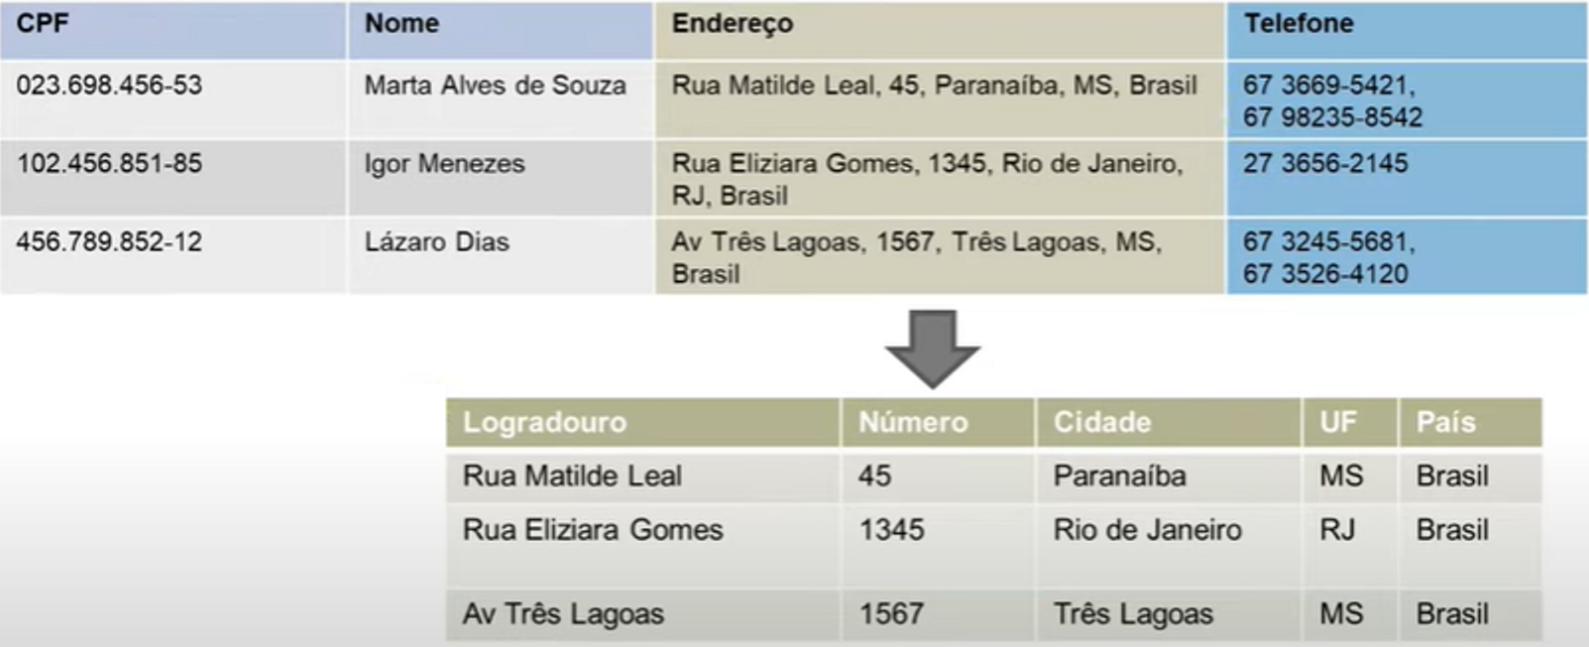 CPF Nome Endereço Telefone
023.698.456-53 Marta Alves de Souza Rua Matilde Leal, 45, Paranaíba, MS, Brasil 67 3669-5421,
67 98235-8542
102.456.851-85 Igor Menezes Rua Eliziara Gomes, 1345, Rio de Janeiro, 27 3656-2145
RJ, Brasil
456.789.852-12 Lázaro Dias Av Três Lagoas, 1567, Três Lagoas, MS, 67 3245-5681,
Brasil 67 3526-4120
Logradouro Número Cidade UF País
Rua Matilde Leal 45 Paranaíba MS Brasil
Rua Eliziara Gomes 1345 Rio de Janeiro RJ Brasil
Av Três Lagoas 1567 Três Lagoas MS Brasil